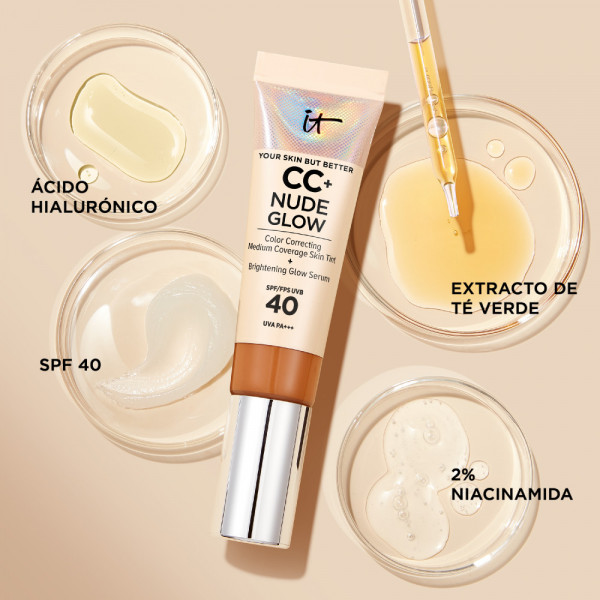 it
YOUR SKIN BUT BETTER
CC+
NUDE
GLOW
Color Correcting
Medium Coverage Skin Tint
+
Brightening Glow Serum
SPF/FPS UVB
40
UVA PA+++
ÁCIDO
HIALURÓNICO
EXTRACTO DE
TÉ VERDE
SPF 40
2%
NIACINAMIDA